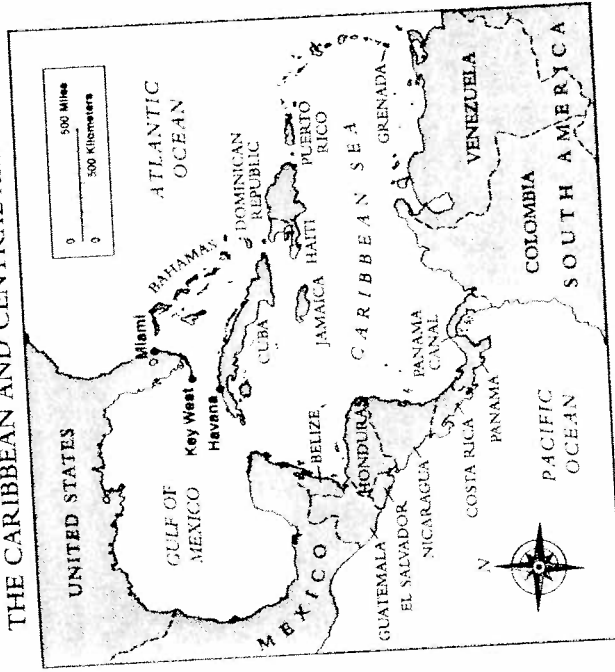 THE CARIBBEAN AND CENTRAL
0 500 Miles
0 500 Kilometers
UNITED STATES
ATLANTIC
OCEAN
Miami
BAHAMAS
GULF OF
MEXICO
Key West
Havana
CUBA
DOMINICAN
REPUBLIC
MEXICO
BELIZE
JAMAICA
HAITI
PUERTO
RICO
HONDURAS
CARIBBEAN SEA
GRENADA
GUATEMALA
EL SALVADOR
NICARAGUA
COSTA RICA
PANAMA
PANAMA
CANAL
VENEZUELA
COLOMBIA
SOUTH AMERICA
PACIFIC
OCEAN
N